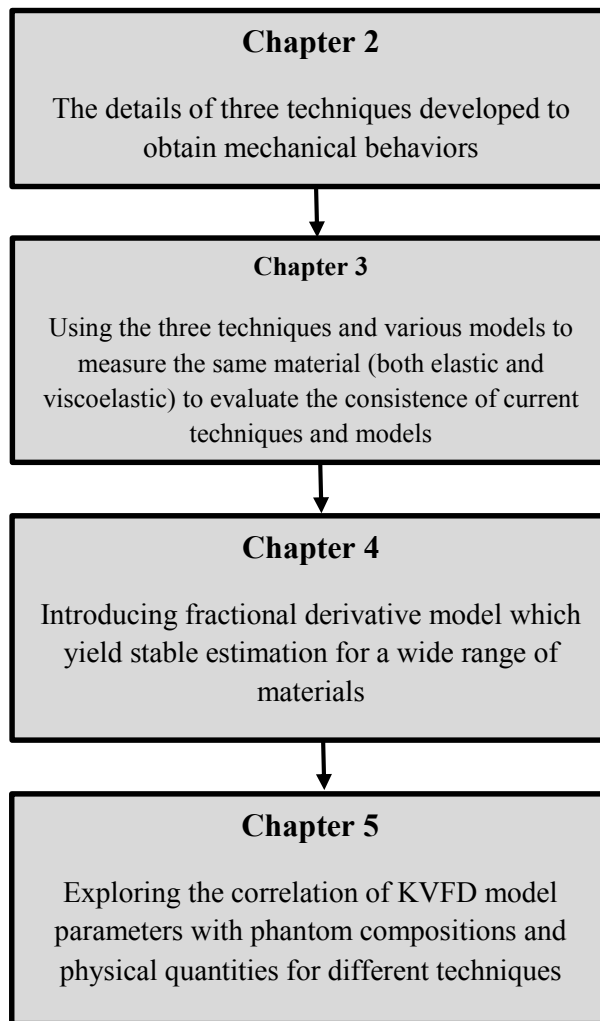 Chapter 2
The details of three techniques developed to
obtain mechanical behaviors
Chapter 3
Using the three techniques and various models to
measure the same material (both elastic and
viscoelastic) to evaluate the consistence of current
techniques and models
Chapter 4
Introducing fractional derivative model which
yield stable estimation for a wide range of
materials
Chapter 5
Exploring the correlation of KVFD model
parameters with phantom compositions and
physical quantities for different techniques